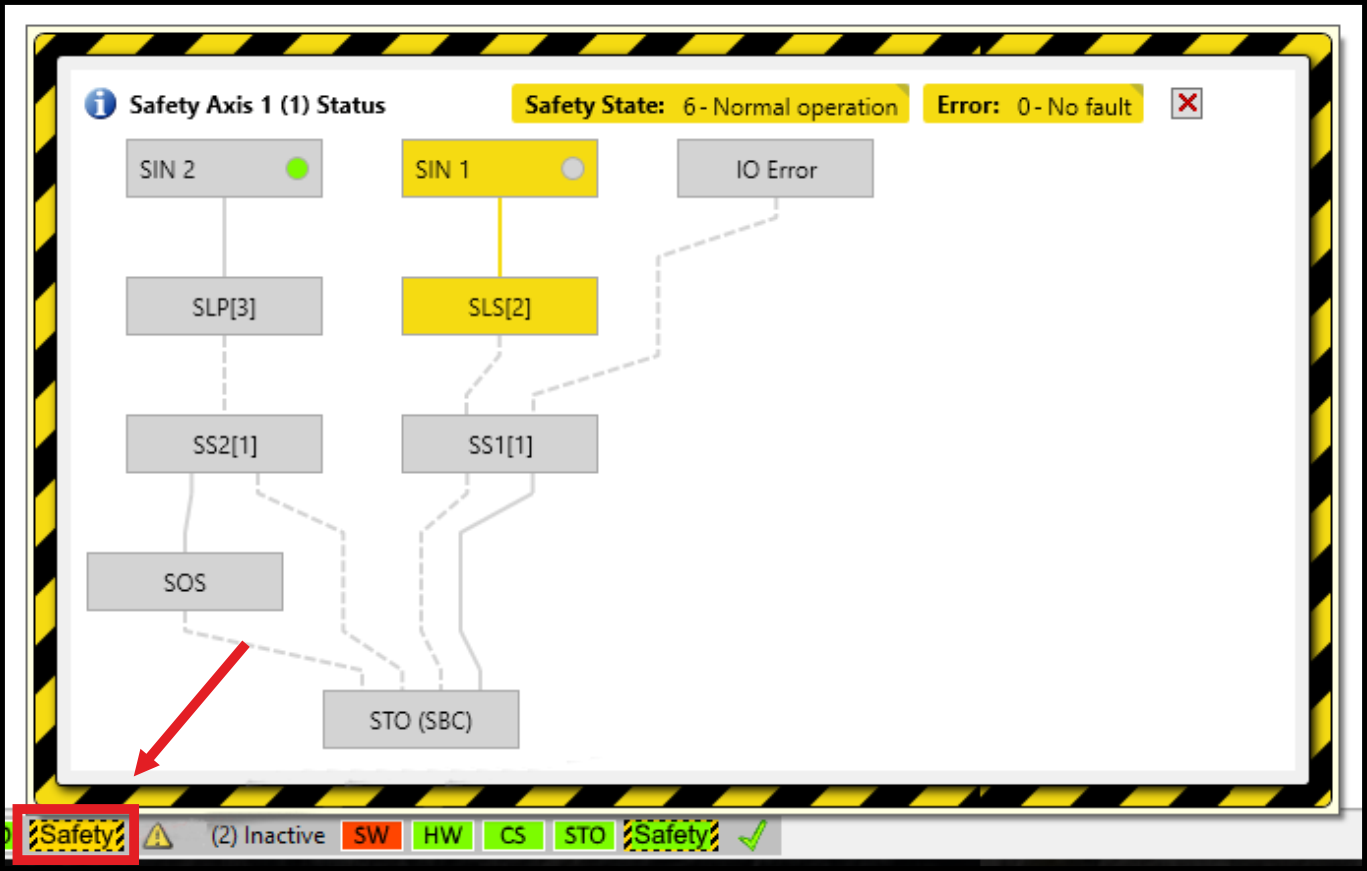 Safety Axis 1 (1) Status
Safety State: 6 - Normal operation
Error: 0 - No fault
SIN 2
SIN 1
IO Error
SLP[3]
SLS[2]
SS2[1]
SS1[1]
SOS
STO (SBC)
Safety
(2) Inactive
SW
HW
CS
STO
Safety